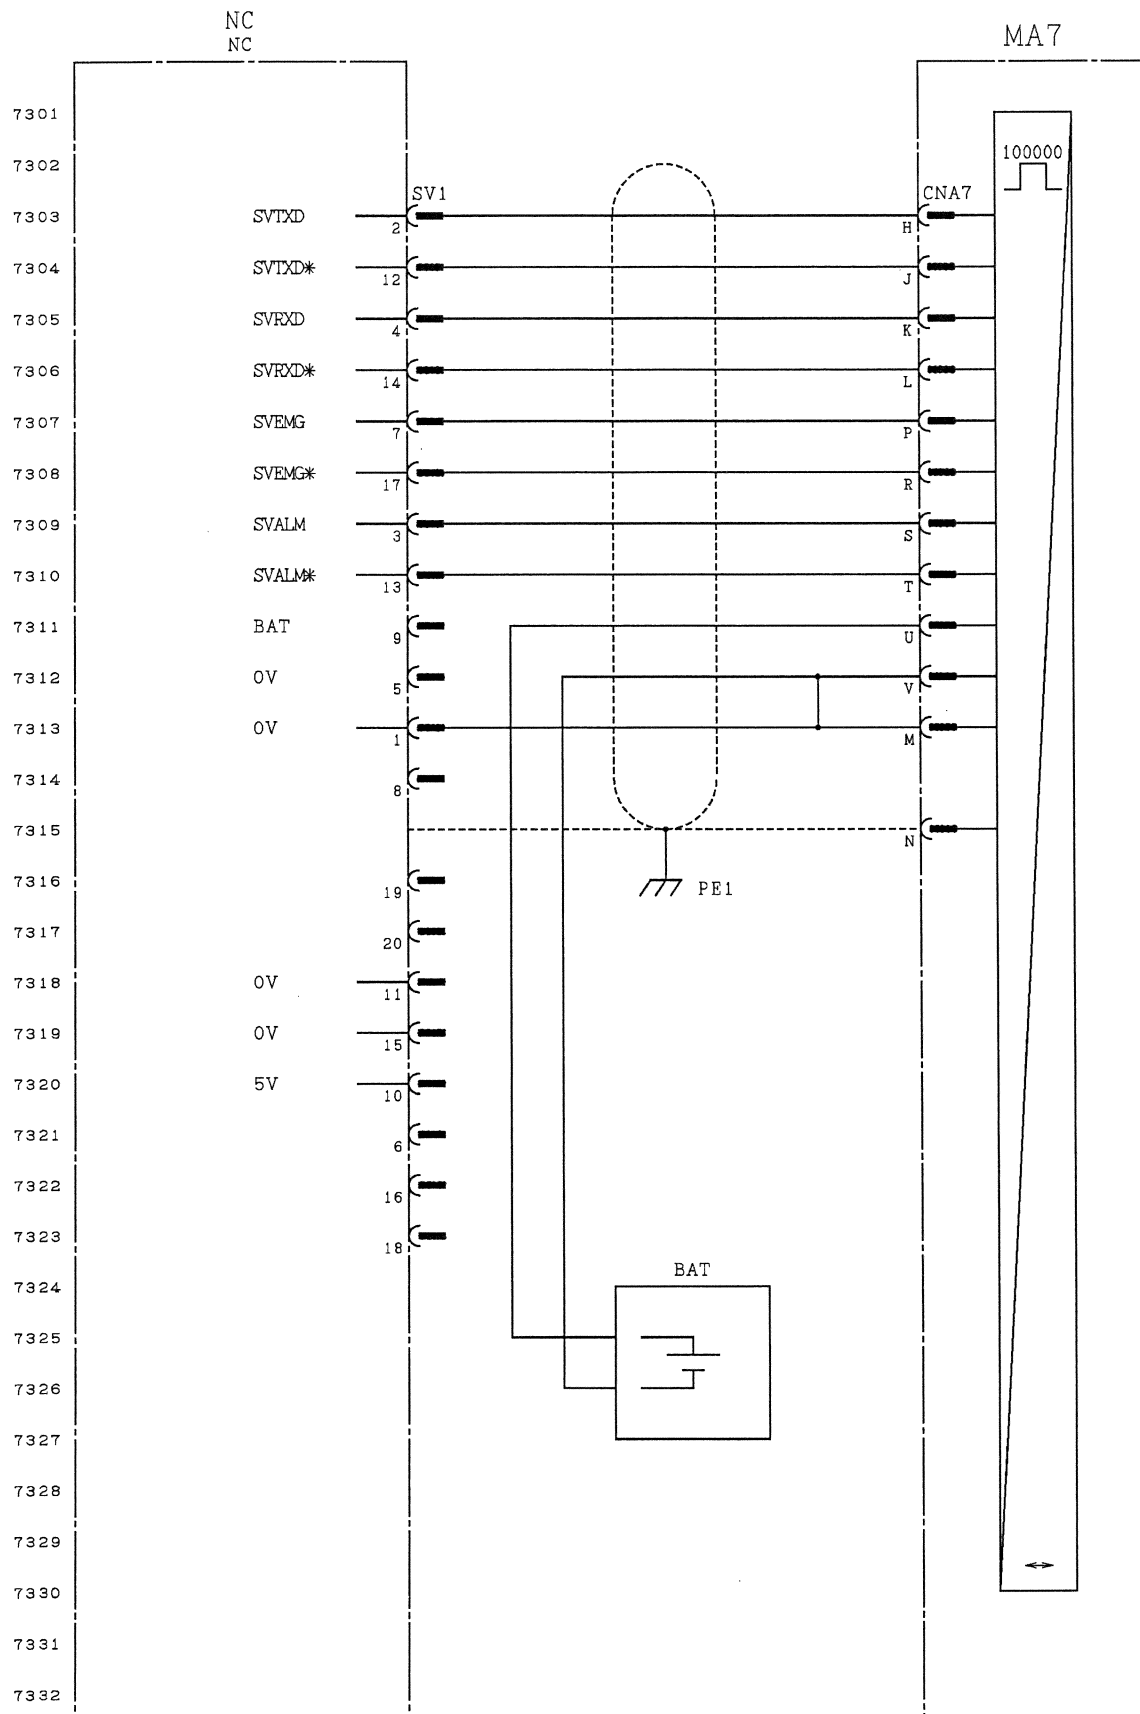 NC
NC
MA7
7301
7302
100000
SV1
CNA7
7303 SVTXD 2 H
7304 SVTXD* 12 J
7305 SVRXD 4 K
7306 SVRXD* 14 L
7307 SVEMG 7 P
7308 SVEMG* 17 R
7309 SVALM 3 S
7310 SVALM* 13 T
7311 BAT 9 U
7312 0V 5 V
7313 0V 1 M
7314 8
7315 N
7316 19 PE1
7317 20
7318 0V 11
7319 0V 15
7320 5V 10
7321 6
7322 16
7323 18
BAT
7324
7325
7326
7327
7328
7329
7330
7331
7332